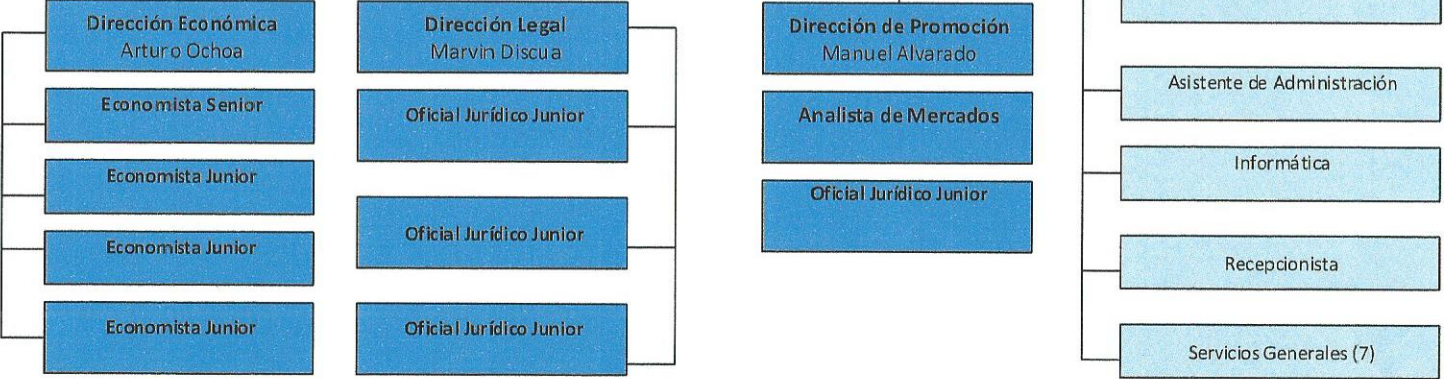 Dirección Económica
Arturo Ochoa
Economista Senior
Economista Junior
Economista Junior
Economista Junior
Dirección Legal
Marvin Discua
Oficial Jurídico Junior
Oficial Jurídico Junior
Oficial Jurídico Junior
Dirección de Promoción
Manuel Alvarado
Analista de Mercados
Oficial Jurídico Junior
Asistente de Administración
Informática
Recepcionista
Servicios Generales (7)